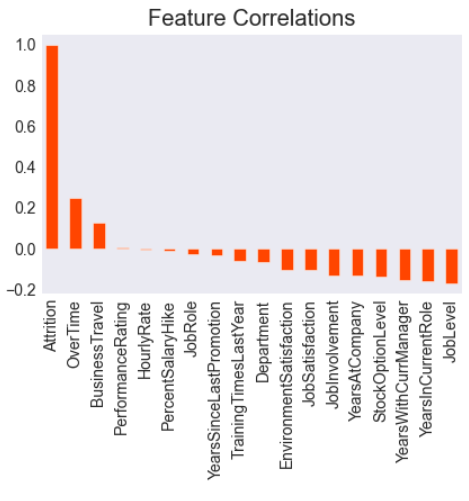 Feature Correlations
1.0
0.8
0.6
0.4
0.2
0.0
−0.2
Attrition
OverTime
BusinessTravel
PerformanceRating
HourlyRate
PercentSalaryHike
JobRole
YearsSinceLastPromotion
TrainingTimesLastYear
Department
EnvironmentSatisfaction
JobSatisfaction
JobInvolvement
YearsAtCompany
StockOptionLevel
YearsWithCurrManager
YearsInCurrentRole
JobLevel